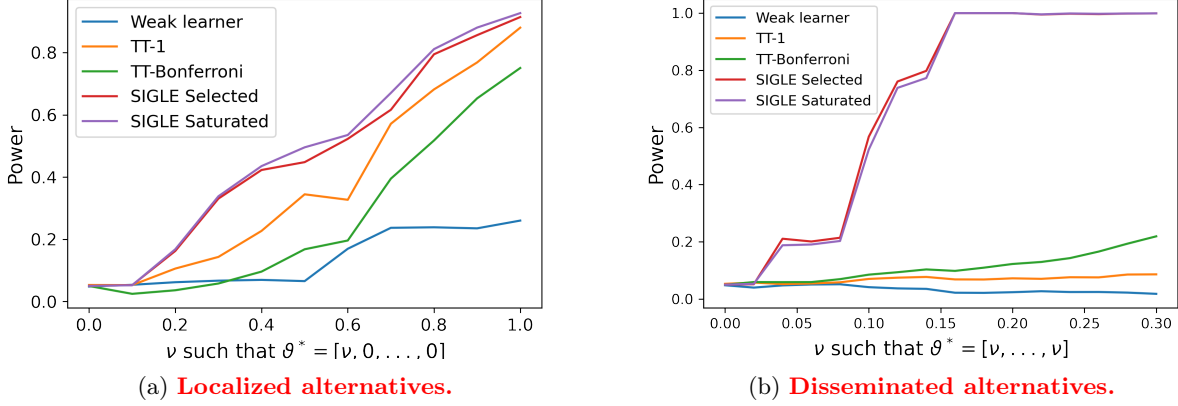 Weak learner
TT-1
TT-Bonferroni
SIGLE Selected
SIGLE Saturated
Power
0.8
0.6
0.4
0.2
0.0
0.0 0.2 0.4 0.6 0.8 1.0
ν such that ϑ* = [ν, 0, . . . , 0]
(a) Localized alternatives.
Weak learner
TT-1
TT-Bonferroni
SIGLE Selected
SIGLE Saturated
Power
1.0
0.8
0.6
0.4
0.2
0.0
0.00 0.05 0.10 0.15 0.20 0.25 0.30
ν such that ϑ* = [ν, . . . , ν]
(b) Disseminated alternatives.